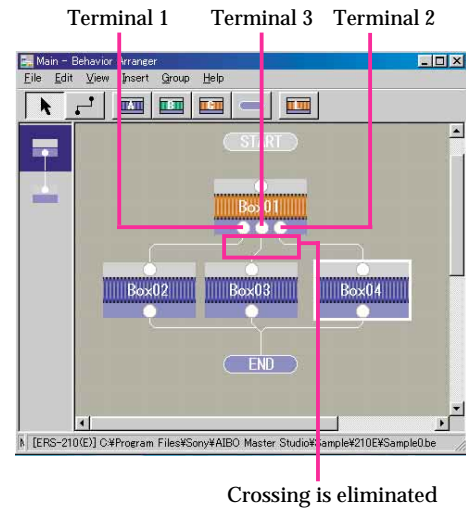 Terminal 1 Terminal 3 Terminal 2
Main - Behavior Arranger
File Edit View Insert Group Help
A B C L
START
Box01
Box02 Box03 Box04
END
[ERS-210(E)] C:¥Program Files¥Sony¥AIBO Master Studio¥Sample¥210E¥Sample0.be
Crossing is eliminated